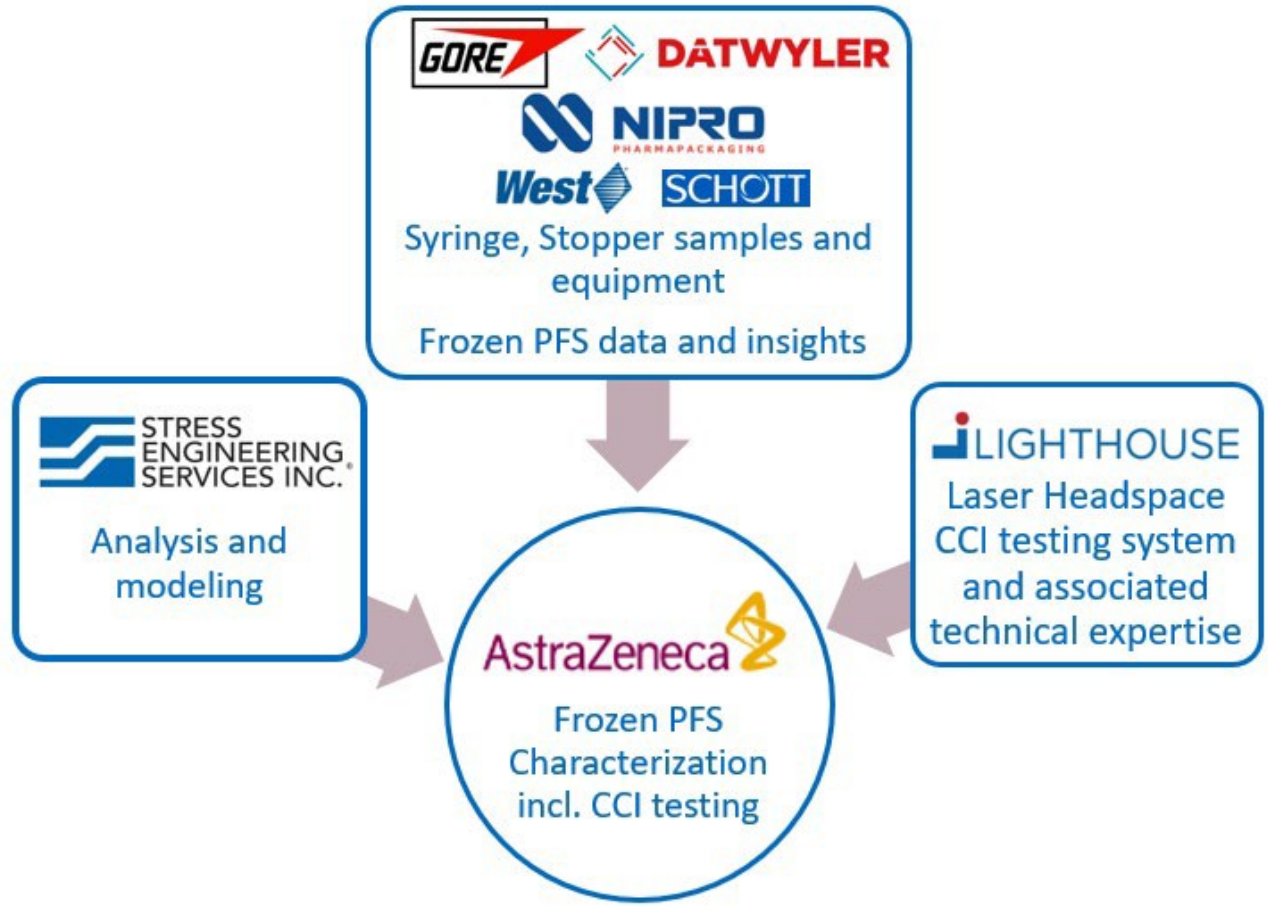 GORE
DÄTWYLER
NIPRO
PHARMAPACKAGING
West
SCHOTT
Syringe, Stopper samples and
equipment
Frozen PFS data and insights
STRESS
ENGINEERING
SERVICES INC.®
Analysis and
modeling
LIGHTHOUSE
Laser Headspace
CCI testing system
and associated
technical expertise
AstraZeneca
Frozen PFS
Characterization
incl. CCI testing